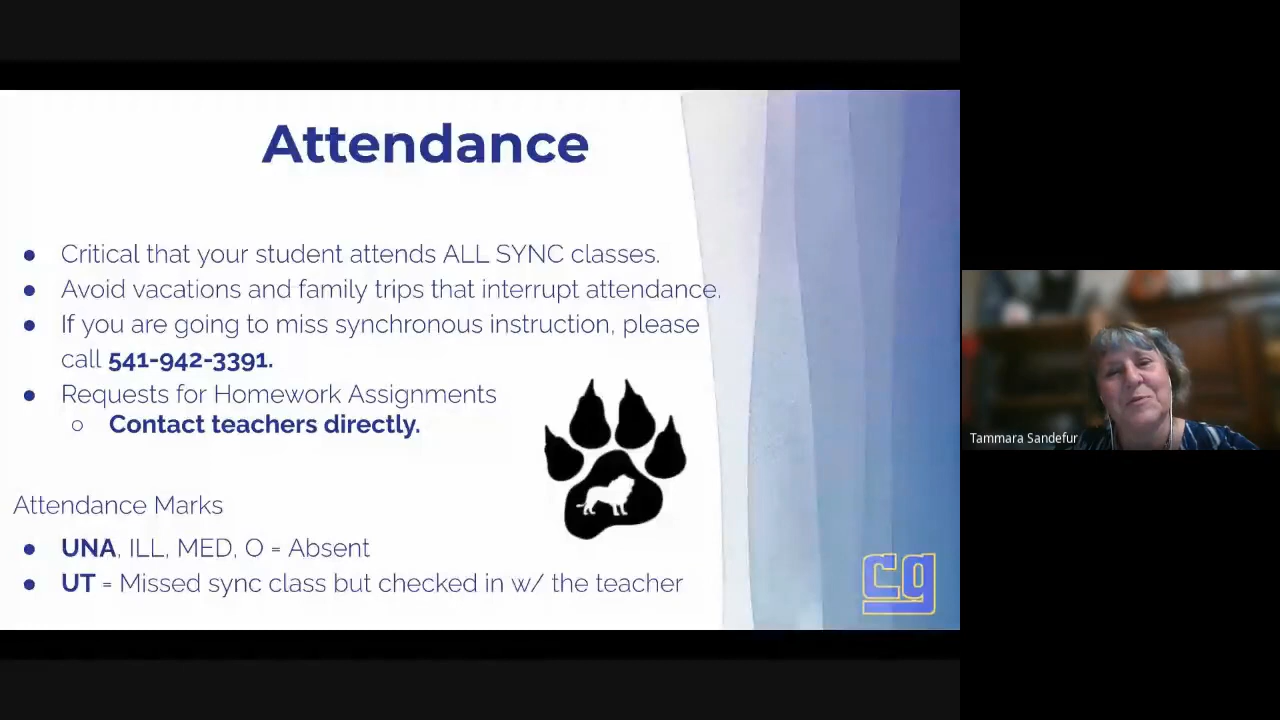 Attendance
● Critical that your student attends ALL SYNC classes.
● Avoid vacations and family trips that interrupt attendance.
● If you are going to miss synchronous instruction, please
call 541-942-3391.
● Requests for Homework Assignments
○ Contact teachers directly.
Attendance Marks
● UNA, ILL, MED, O = Absent
● UT = Missed sync class but checked in w/ the teacher
cg
Tammara Sandefur